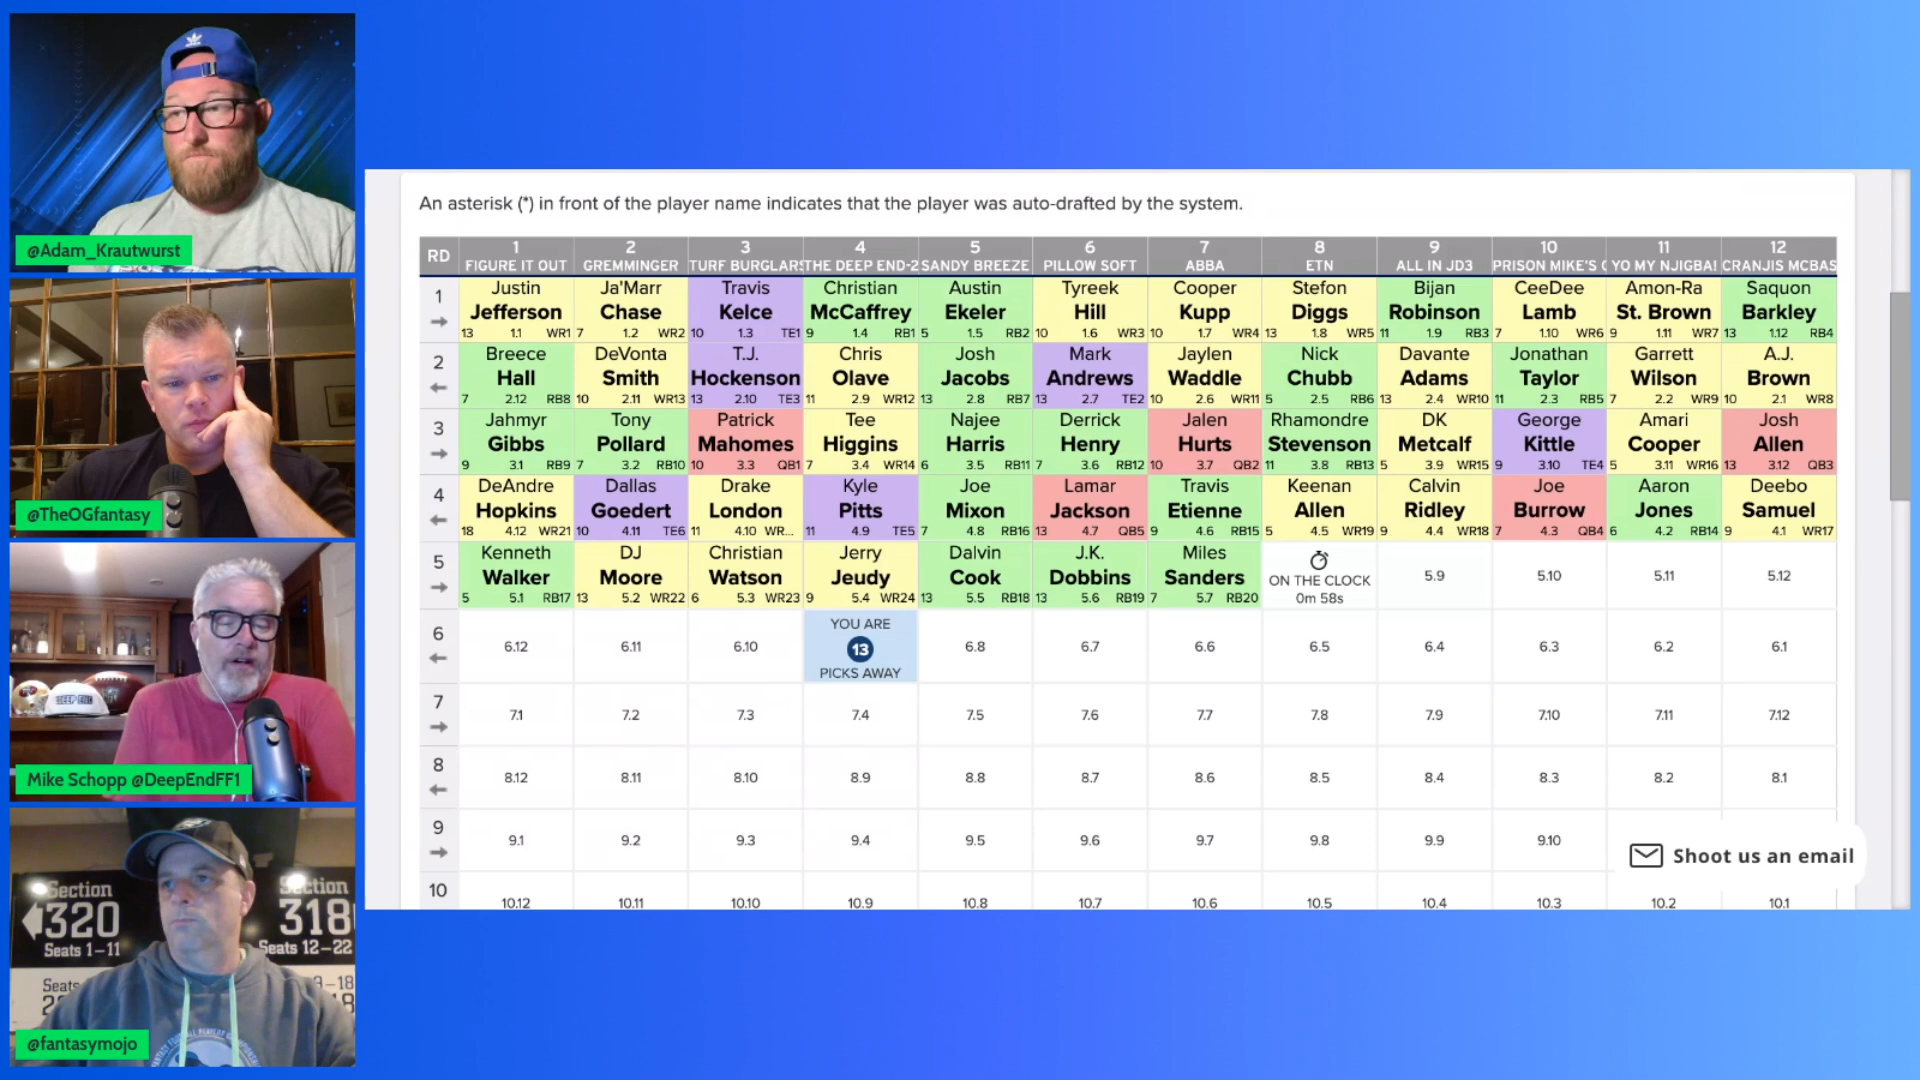 @Adam_Krautwurst
@TheOGfantasy
DEEP END
Mike Schopp @DeepEndFF1
Section
320
Seats 1-11
Section
318
Seats 12-22
Seats
@fantasymojo
An asterisk (*) in front of the player name indicates that the player was auto-drafted by the system.
RD 1 2 3 4 5 6 7 8 9 10 11 12
FIGURE IT OUT GREMMINGER TURF BURGLARS THE DEEP END-2 SANDY BREEZE PILLOW SOFT ABBA ETN ALL IN JD3 PRISON MIKE'S ( YO MY NJIGBA! CRANJIS MCBAS
1 Justin Ja'Marr Travis Christian Austin Tyreek Cooper Stefon Bijan CeeDee Amon-Ra Saquon
Jefferson Chase Kelce McCaffrey Ekeler Hill Kupp Diggs Robinson Lamb St. Brown Barkley
13 1.1 WR1 7 1.2 WR2 10 1.3 TE1 9 1.4 RB1 5 1.5 RB2 10 1.6 WR3 10 1.7 WR4 13 1.8 WR5 11 1.9 RB3 7 1.10 WR6 9 1.11 WR7 13 1.12 RB4
2 Breece DeVonta T.J. Chris Josh Mark Jaylen Nick Davante Jonathan Garrett A.J.
Hall Smith Hockenson Olave Jacobs Andrews Waddle Chubb Adams Taylor Wilson Brown
7 2.12 RB8 10 2.11 WR13 13 2.10 TE3 11 2.9 WR12 13 2.8 RB7 13 2.7 TE2 10 2.6 WR11 5 2.5 RB6 13 2.4 WR10 11 2.3 RB5 7 2.2 WR9 10 2.1 WR8
3 Jahmyr Tony Patrick Tee Najee Derrick Jalen Rhamondre DK George Amari Josh
Gibbs Pollard Mahomes Higgins Harris Henry Hurts Stevenson Metcalf Kittle Cooper Allen
9 3.1 RB9 7 3.2 RB10 10 3.3 QB1 7 3.4 WR14 6 3.5 RB11 7 3.6 RB12 10 3.7 QB2 11 3.8 RB13 5 3.9 WR15 9 3.10 TE4 5 3.11 WR16 13 3.12 QB3
4 DeAndre Dallas Drake Kyle Joe Lamar Travis Keenan Calvin Joe Aaron Deebo
Hopkins Goedert London Pitts Mixon Jackson Etienne Allen Ridley Burrow Jones Samuel
18 4.12 WR21 10 4.11 TE6 11 4.10 WR... 11 4.9 TE5 7 4.8 RB16 13 4.7 QB5 9 4.6 RB15 5 4.5 WR19 9 4.4 WR18 7 4.3 QB4 6 4.2 RB14 9 4.1 WR17
5 Kenneth DJ Christian Jerry Dalvin J.K. Miles
Walker Moore Watson Jeudy Cook Dobbins Sanders ON THE CLOCK 5.9 5.10 5.11 5.12
5 5.1 RB17 13 5.2 WR22 6 5.3 WR23 9 5.4 WR24 13 5.5 RB18 13 5.6 RB19 7 5.7 RB20 0m 58s
6 6.12 6.11 6.10 YOU ARE 6.8 6.7 6.6 6.5 6.4 6.3 6.2 6.1
13
PICKS AWAY
7 7.1 7.2 7.3 7.4 7.5 7.6 7.7 7.8 7.9 7.10 7.11 7.12
8 8.12 8.11 8.10 8.9 8.8 8.7 8.6 8.5 8.4 8.3 8.2 8.1
9 9.1 9.2 9.3 9.4 9.5 9.6 9.7 9.8 9.9 9.10
Shoot us an email
10 10.12 10.11 10.10 10.9 10.8 10.7 10.6 10.5 10.4 10.3 10.2 10.1